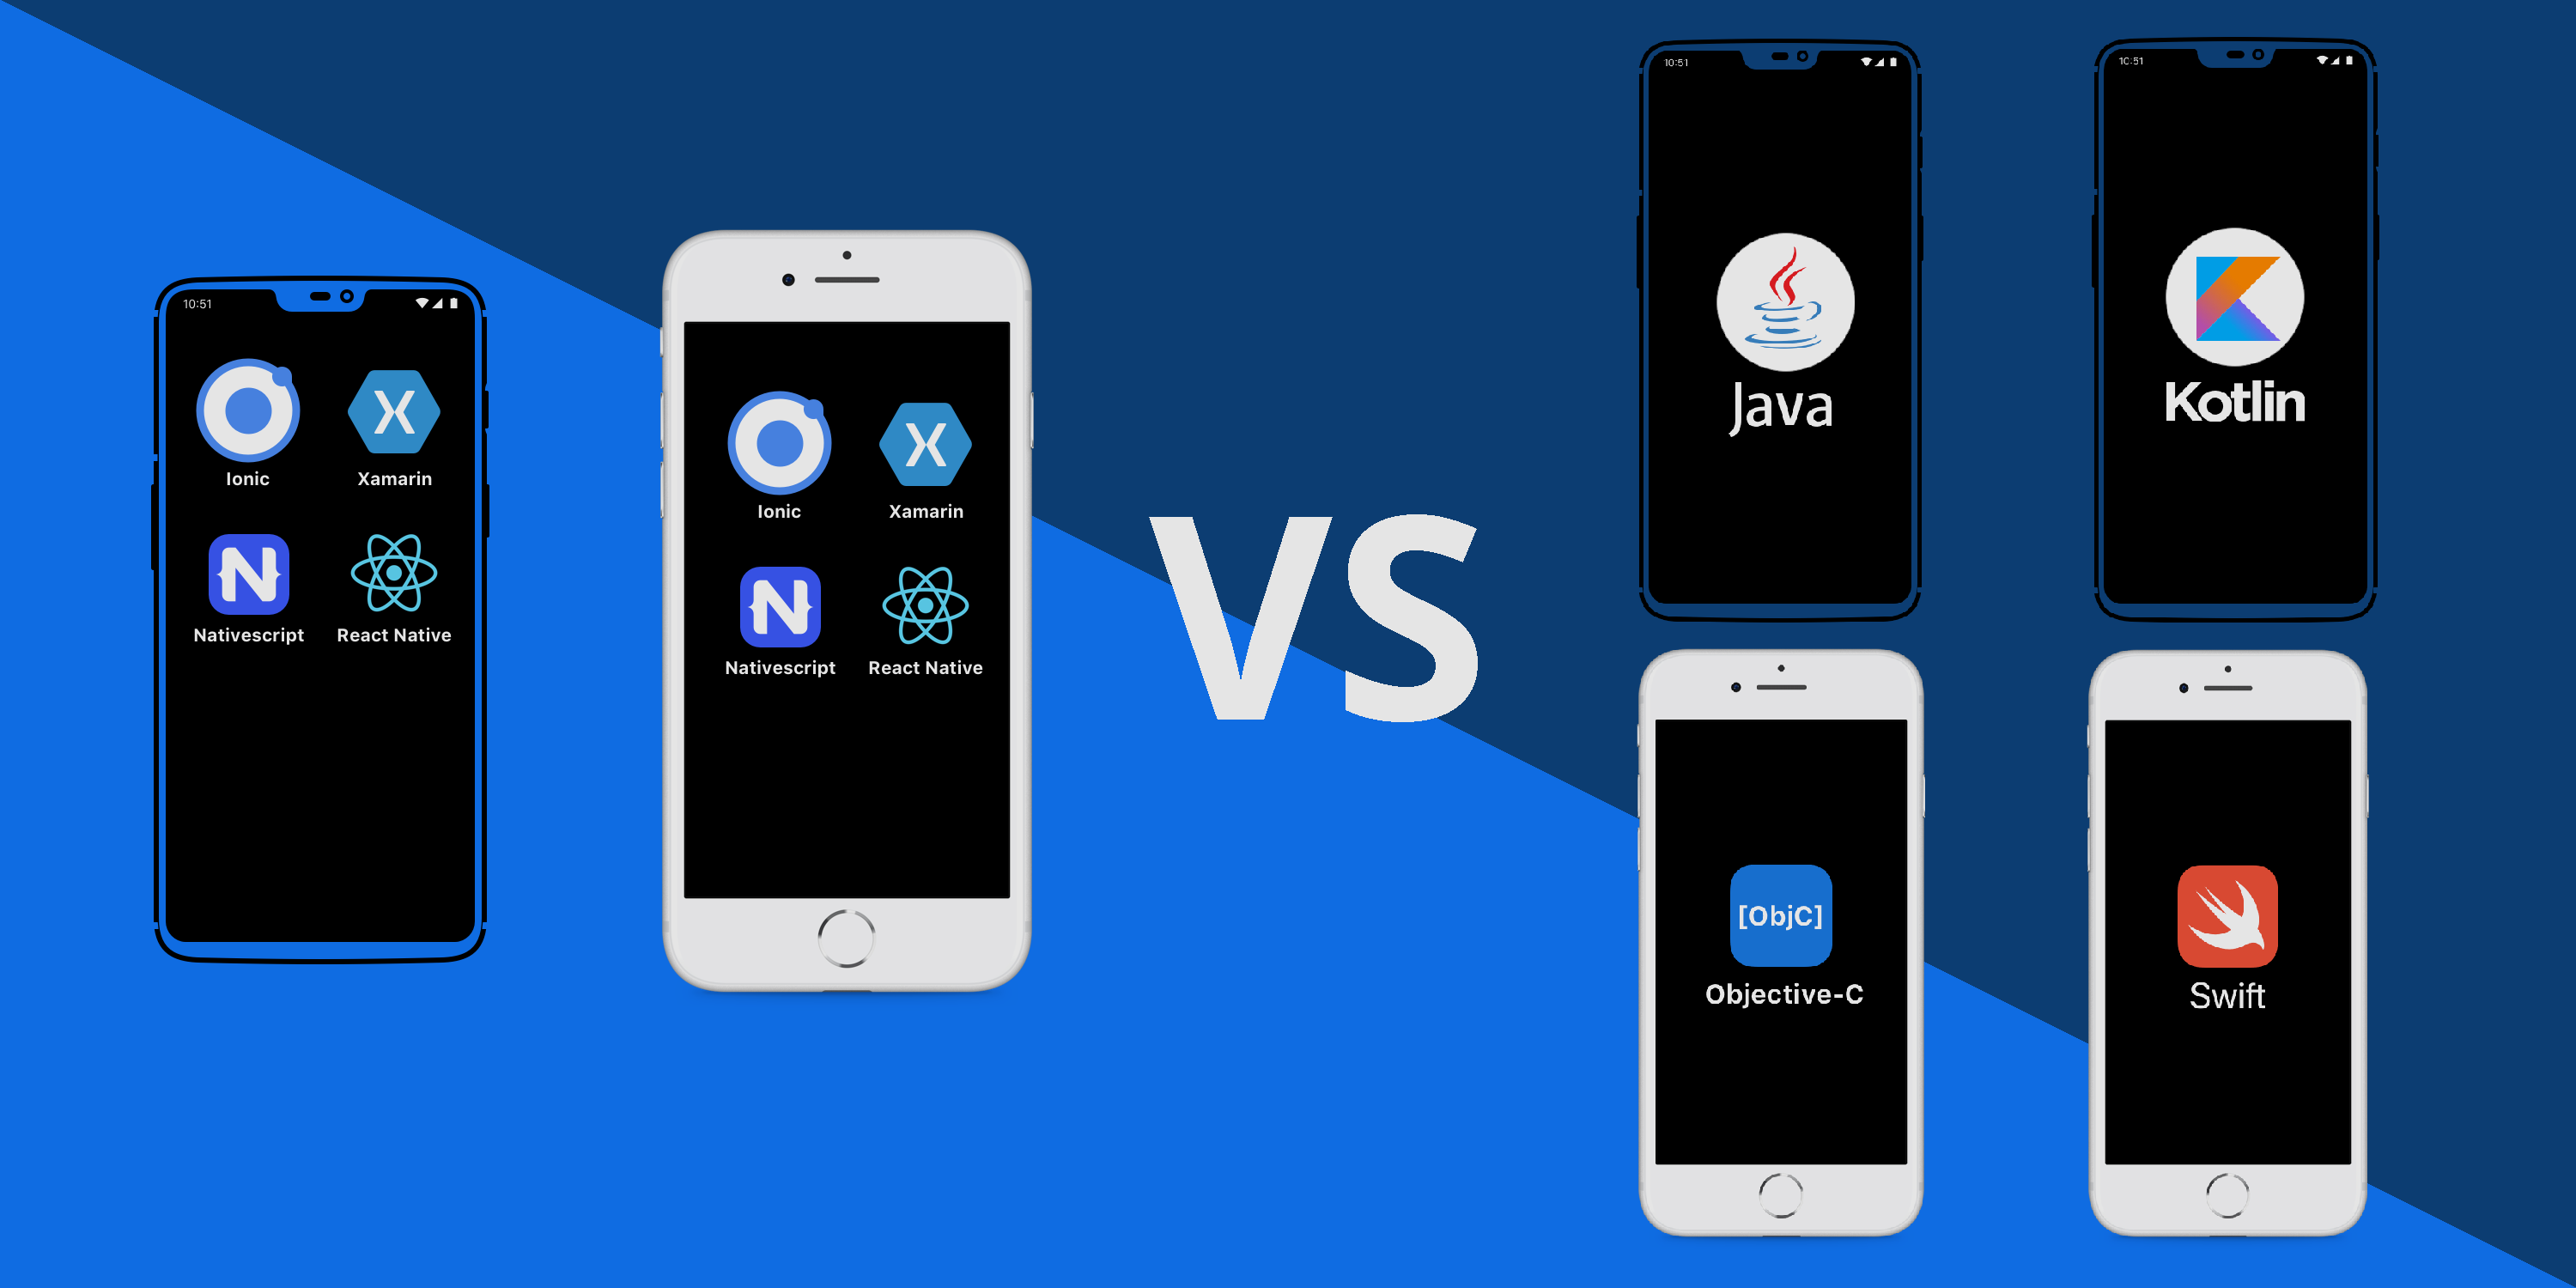 10:51
Ionic
Xamarin
Nativescript
React Native
Ionic
Xamarin
Nativescript
React Native
VS
10:51
Java
1C:51
Kotlin
[ObjC]
Objective-C
Swift